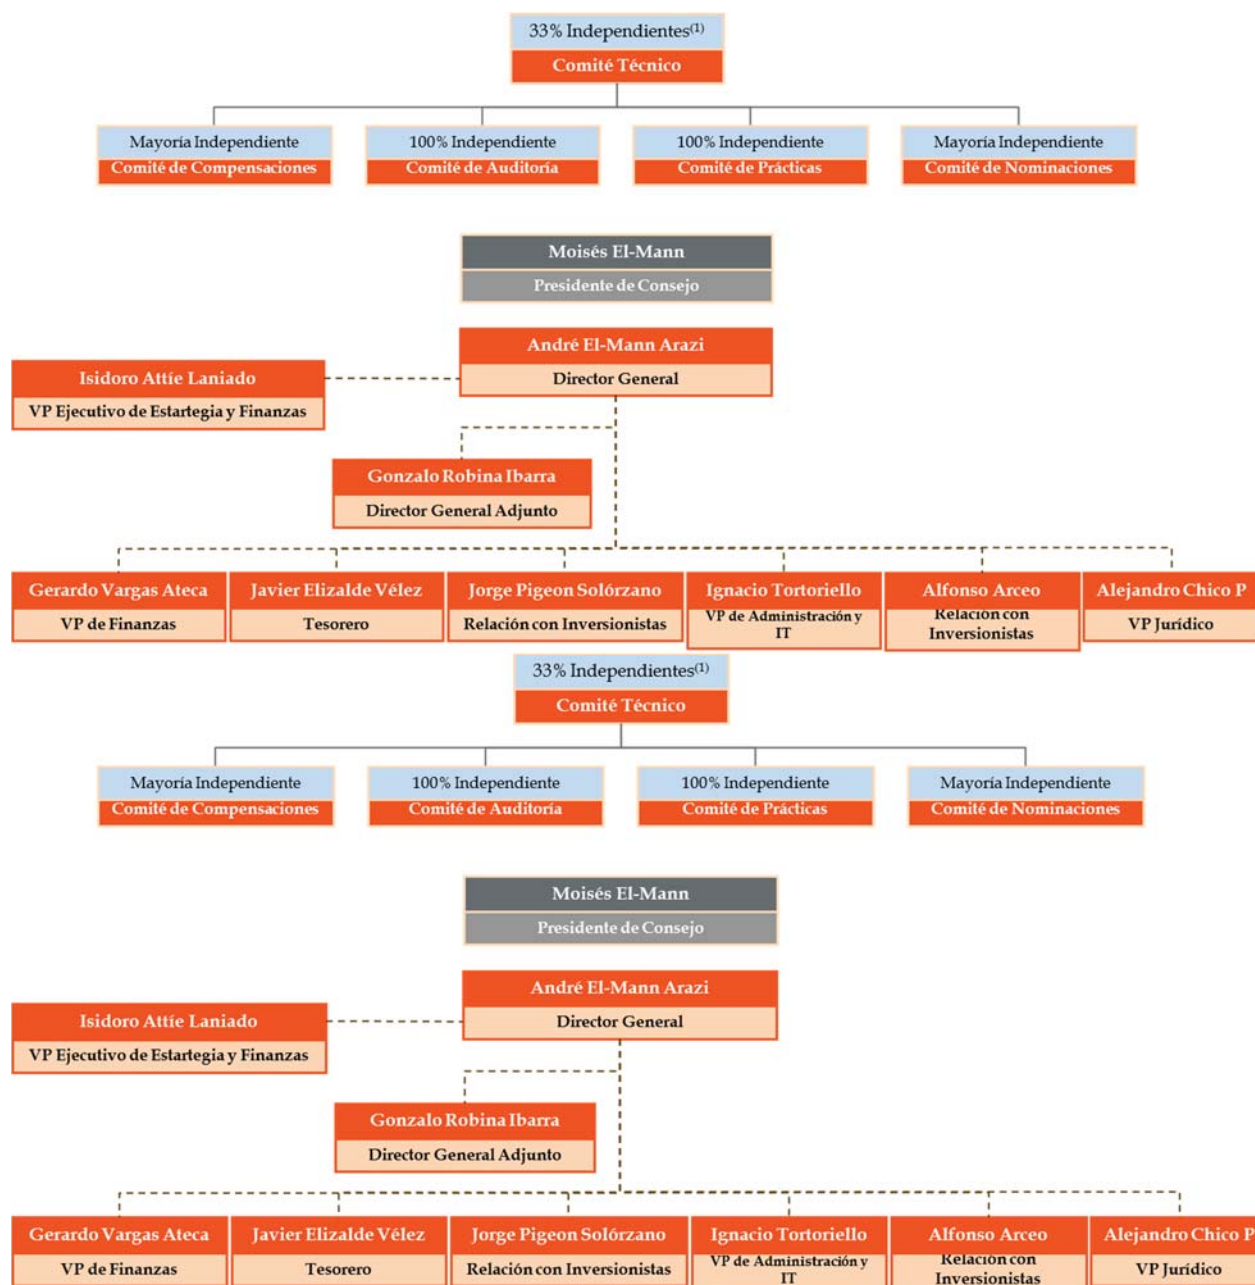 33% Independientes(1)
Comité Técnico
Mayoría Independiente
Comité de Compensaciones
100% Independiente
Comité de Auditoría
100% Independiente
Comité de Prácticas
Mayoría Independiente
Comité de Nominaciones
Moisés El-Mann
Presidente de Consejo
André El-Mann Arazi
Director General
Isidoro Attíe Laniado
VP Ejecutivo de Estartegia y Finanzas
Gonzalo Robina Ibarra
Director General Adjunto
Gerardo Vargas Ateca
VP de Finanzas
Javier Elizalde Vélez
Tesorero
Jorge Pigeon Solórzano
Relación con Inversionistas
Ignacio Tortoriello
VP de Administración y
IT
Alfonso Arceo
Relación con
Inversionistas
Alejandro Chico P
VP Jurídico
33% Independientes(1)
Comité Técnico
Mayoría Independiente
Comité de Compensaciones
100% Independiente
Comité de Auditoría
100% Independiente
Comité de Prácticas
Mayoría Independiente
Comité de Nominaciones
Moisés El-Mann
Presidente de Consejo
André El-Mann Arazi
Director General
Isidoro Attíe Laniado
VP Ejecutivo de Estartegia y Finanzas
Gonzalo Robina Ibarra
Director General Adjunto
Gerardo Vargas Ateca
VP de Finanzas
Javier Elizalde Vélez
Tesorero
Jorge Pigeon Solórzano
Relación con Inversionistas
Ignacio Tortoriello
VP de Administración y
IT
Alfonso Arceo
Relación con
Inversionistas
Alejandro Chico P
VP Jurídico